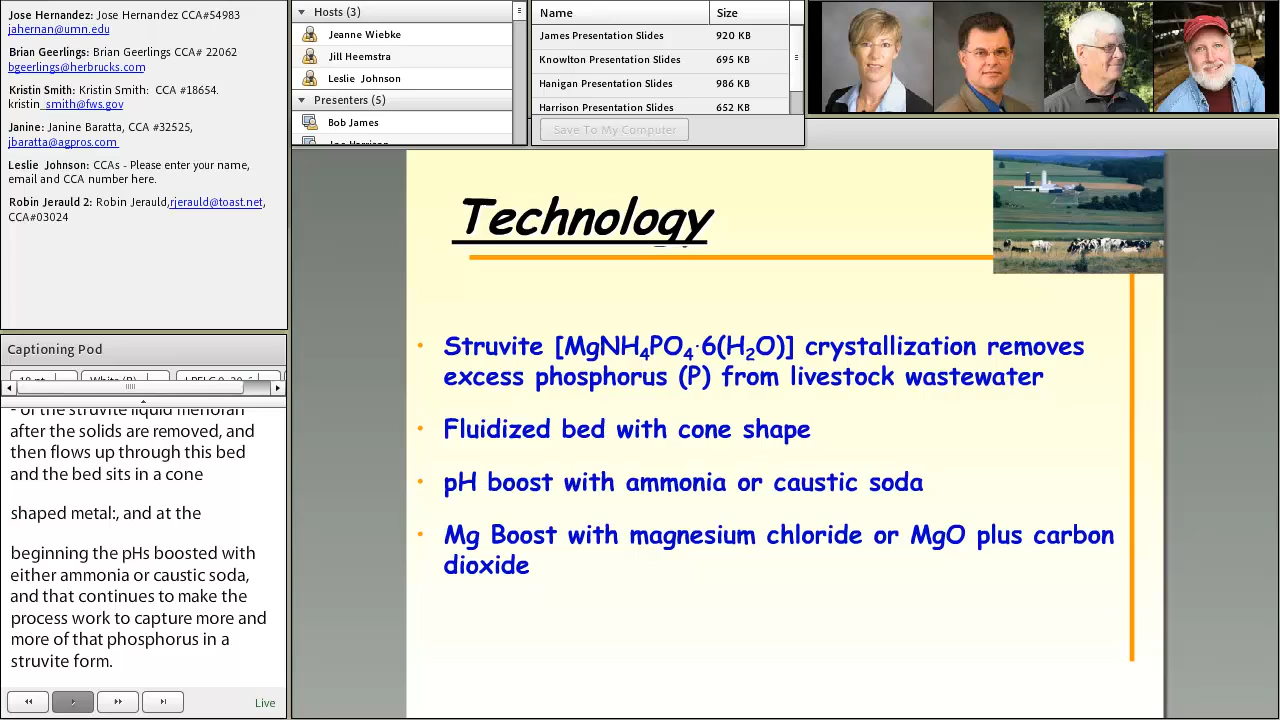 Jose Hernandez: Jose Hernandez CCA#54983
jahernan@umn.edu
Brian Geerlings: Brian Geerlings CCA# 22062
bgeerlings@herbrucks.com
Kristin Smith: Kristin Smith: CCA #18654.
kristin_smith@fws.gov
Janine: Janine Baratta, CCA #32525,
jbaratta@agpros.com
Leslie Johnson: CCAs - Please enter your name,
email and CCA number here.
Robin Jerauld 2: Robin Jerauld,rjerauld@toast.net,
CCA#03024
Captioning Pod
- of the struvite liquid
after the solids are removed, and
then flows up through this bed
and the bed sits in a cone
shaped metal:, and at the
beginning the pHs boosted with
either ammonia or caustic soda,
and that continues to make the
process work to capture more and
more of that phosphorus in a
struvite form.
Live
Hosts (3)
Jeanne Wiebke
Jill Heemstra
Leslie Johnson
Presenters (5)
Bob James
Name Size
James Presentation Slides 920 KB
Knowlton Presentation Slides 695 KB
Hanigan Presentation Slides 986 KB
Harrison Presentation Slides 652 KB
Save To My Computer
Technology
• Struvite [MgNH₄PO₄·6(H₂O)] crystallization removes
excess phosphorus (P) from livestock wastewater
• Fluidized bed with cone shape
• pH boost with ammonia or caustic soda
• Mg Boost with magnesium chloride or MgO plus carbon
dioxide